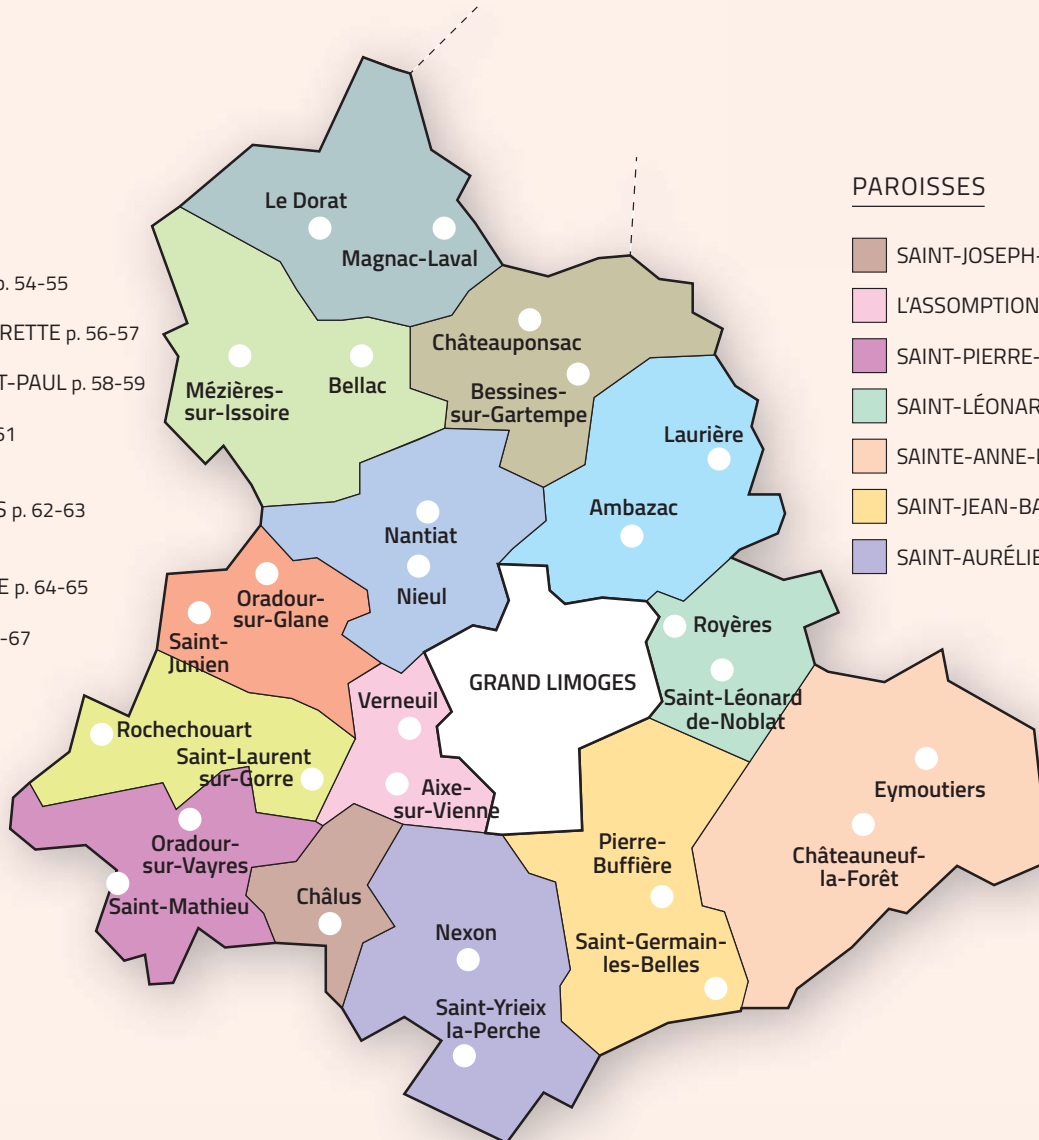 p. 54-55
RETTE p. 56-57
T-PAUL p. 58-59
51
S p. 62-63
E p. 64-65
-67
Le Dorat
Magnac-Laval
Châteauponsac
Bessines-
sur-Gartempe
Mézières-
sur-Issoire
Bellac
Laurière
Ambazac
Nantiat
Nieul
Oradour-
sur-Glane
Saint-
Junien
Royères
Saint-Léonard
de-Noblat
GRAND LIMOGES
Verneuil
Aixe-
sur-Vienne
Rochechouart
Saint-Laurent
sur-Gorre
Oradour-
sur-Vayres
Saint-Mathieu
Châlus
Nexon
Saint-Yrieix
la-Perche
Pierre-
Buffière
Saint-Germain-
les-Belles
Eymoutiers
Châteauneuf-
la-Forêt
PAROISSES
SAINT-JOSEPH-
L'ASSOMPTION
SAINT-PIERRE-
SAINT-LÉONAR
SAINTE-ANNE-
SAINT-JEAN-BA
SAINT-AURÉLIE